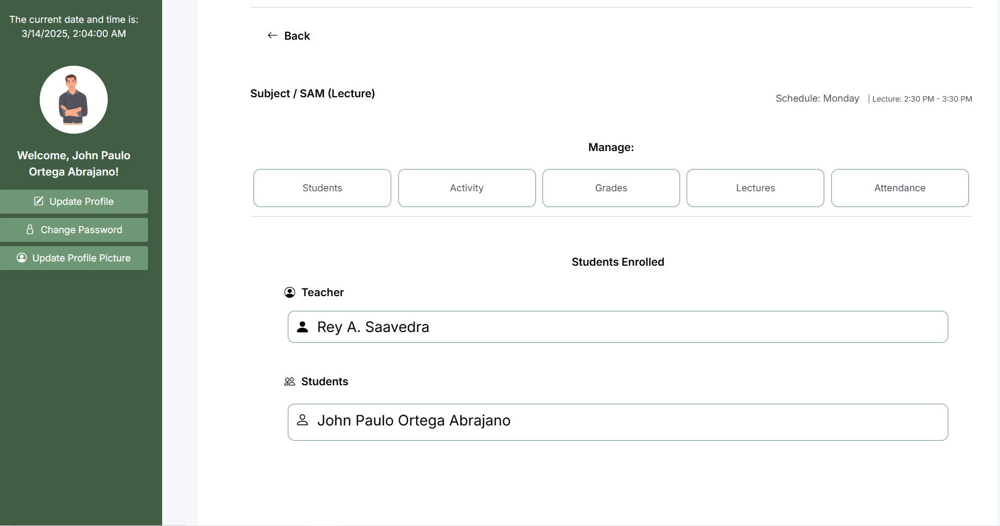 The current date and time is:
3/14/2025, 2:04:00 AM
Welcome, John Paulo
Ortega Abrajano!
Update Profile
Change Password
Update Profile Picture
Back
Subject / SAM (Lecture)
Schedule: Monday | Lecture: 2:30 PM - 3:30 PM
Manage:
Students
Activity
Grades
Lectures
Attendance
Students Enrolled
Teacher
Rey A. Saavedra
Students
John Paulo Ortega Abrajano